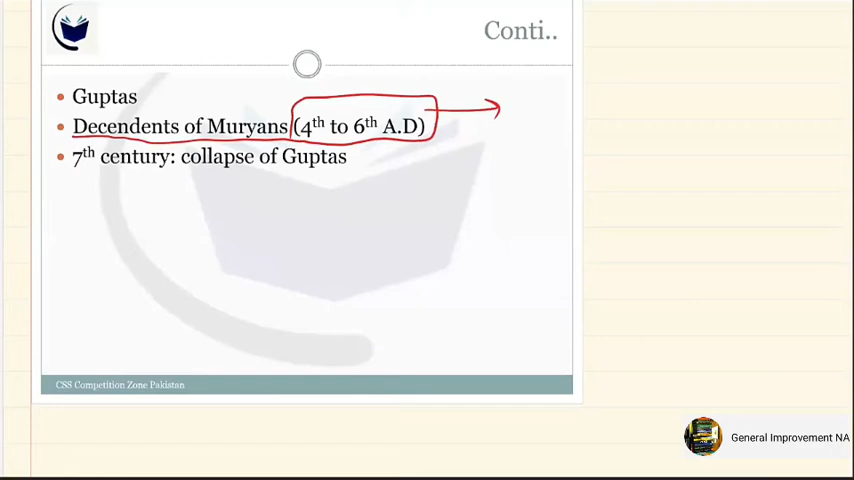 Conti..
Guptas
Decendents of Muryans (4th to 6th A.D)
7th century: collapse of Guptas
CSS Competition Zone Pakistan
General Improvement NA